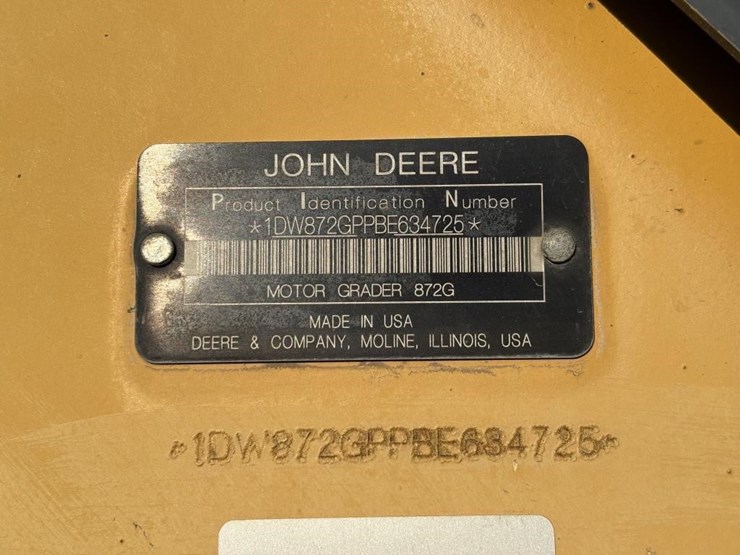 JOHN DEERE
Product Identification Number
*1DW872GPPBE634725*
MOTOR GRADER 872G
MADE IN USA
DEERE & COMPANY, MOLINE, ILLINOIS, USA
*1DW872GPPBE634725*